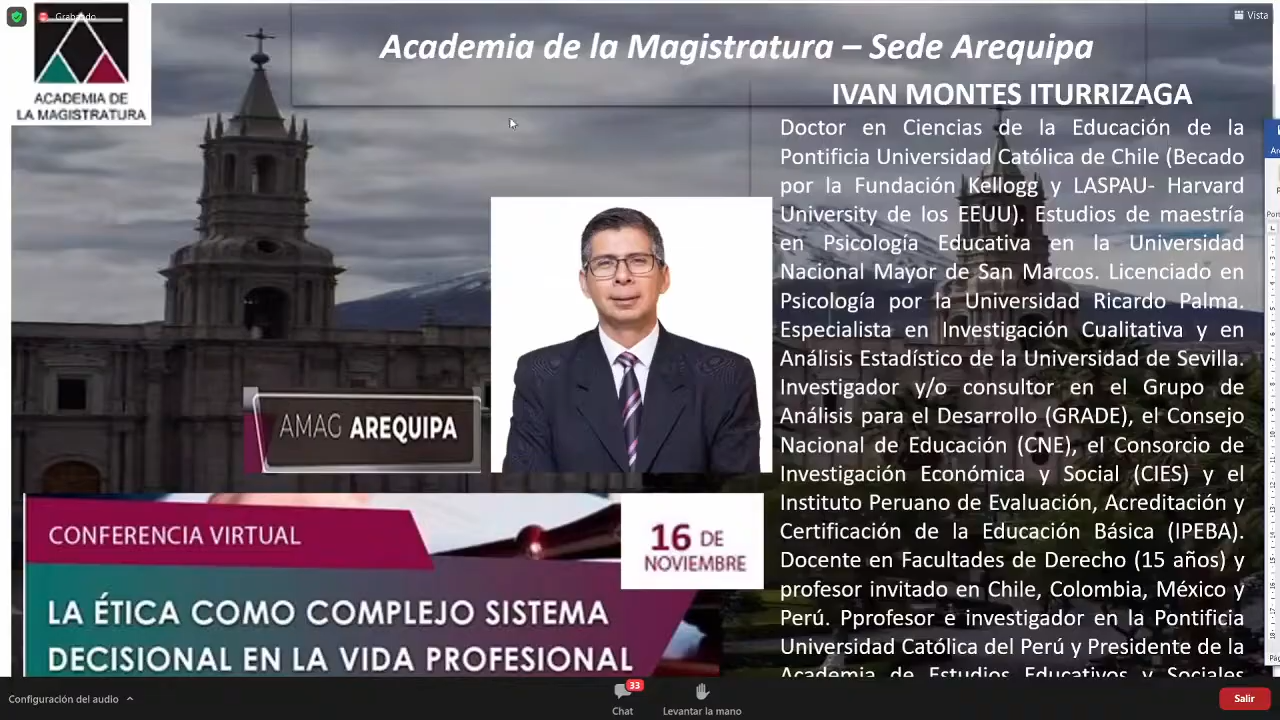 Grabando
Vista
ACADEMIA DE
LA MAGISTRATURA
Academia de la Magistratura – Sede Arequipa
IVAN MONTES ITURRIZAGA
Doctor en Ciencias de la Educación de la
Pontificia Universidad Católica de Chile (Becado
por la Fundación Kellogg y LASPAU- Harvard
University de los EEUU). Estudios de maestría
en Psicología Educativa en la Universidad
Nacional Mayor de San Marcos. Licenciado en
Psicología por la Universidad Ricardo Palma.
Especialista en Investigación Cualitativa y en
Análisis Estadístico de la Universidad de Sevilla.
Investigador y/o consultor en el Grupo de
Análisis para el Desarrollo (GRADE), el Consejo
Nacional de Educación (CNE), el Consorcio de
Investigación Económica y Social (CIES) y el
Instituto Peruano de Evaluación, Acreditación y
Certificación de la Educación Básica (IPEBA).
Docente en Facultades de Derecho (15 años) y
profesor invitado en Chile, Colombia, México y
Perú. Pprofesor e investigador en la Pontificia
Universidad Católica del Perú y Presidente de la
Academia de Estudios Educativos y Sociales
AMAG AREQUIPA
CONFERENCIA VIRTUAL
16 DE
NOVIEMBRE
LA ÉTICA COMO COMPLEJO SISTEMA
DECISIONAL EN LA VIDA PROFESIONAL
Configuración del audio
33
Chat
Levantar la mano
Salir